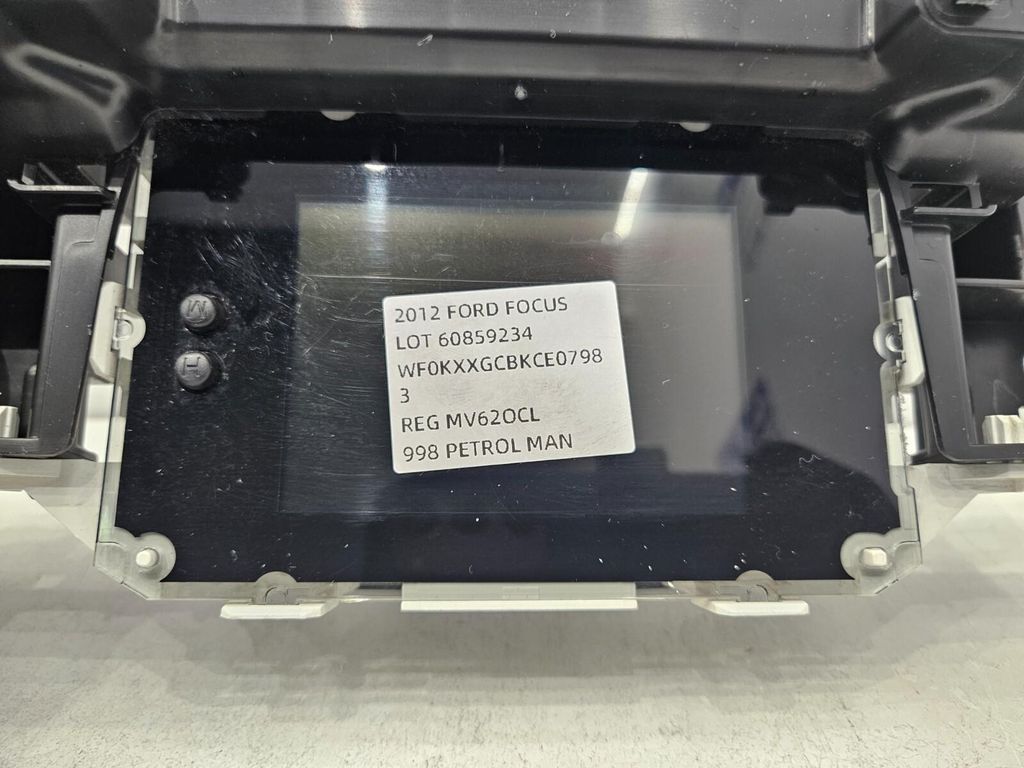 2012 FORD FOCUS
LOT 60859234
WF0KXXGCBKCE0798
3
REG MV62OCL
998 PETROL MAN
M
H